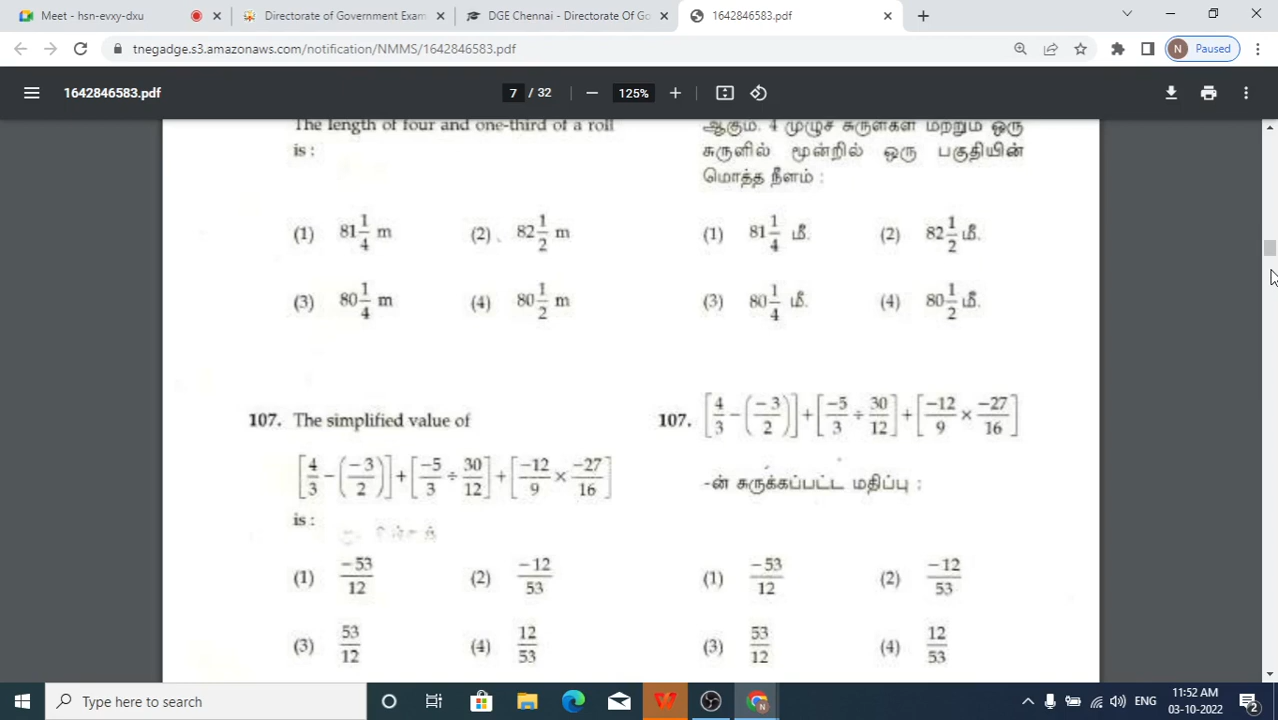 Meet - hsn-evxy-dxu
Directorate of Government Exam
DGE Chennai - Directorate Of Go
1642846583.pdf
tnegadge.s3.amazonaws.com/notification/NMMS/1642846583.pdf
N Paused
1642846583.pdf
7 / 32
125%
The length of four and one-third of a roll
is :
(1) 81 1/4 m (2) 82 1/2 m
(3) 80 1/4 m (4) 80 1/2 m
107. The simplified value of
[4/3 − (−3/2)] + [−5/3 ÷ 30/12] + [−12/9 × −27/16]
is :
(1) −53/12 (2) −12/53
(3) 53/12 (4) 12/53
ஆகும். 4 முழுச் சுருள்கள் மற்றும் ஒரு
சுருளில் மூன்றில் ஒரு பகுதியின்
மொத்த நீளம் :
(1) 81 1/4 மீ. (2) 82 1/2 மீ.
(3) 80 1/4 மீ. (4) 80 1/2 மீ.
107. [4/3 − (−3/2)] + [−5/3 ÷ 30/12] + [−12/9 × −27/16]
-ன் சுருக்கப்பட்ட மதிப்பு :
(1) −53/12 (2) −12/53
(3) 53/12 (4) 12/53
Type here to search
W
N
ENG
11:52 AM
03-10-2022
2